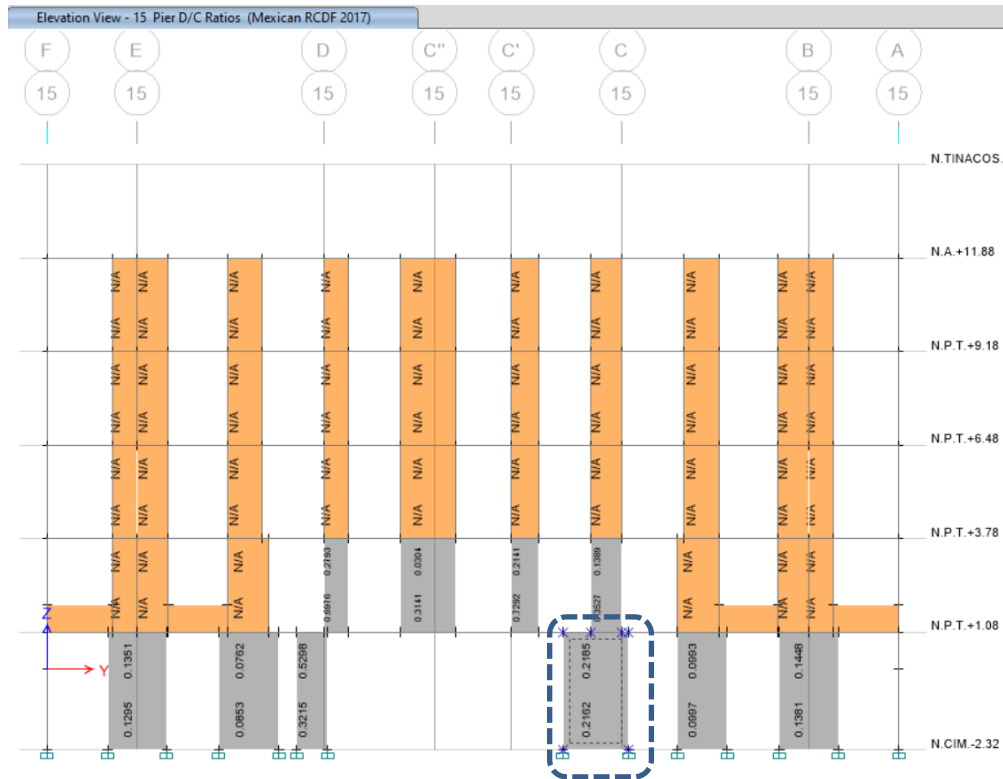 Elevation View - 15 Pier D/C Ratios (Mexican RCDF 2017)
F E D C" C' C B A
15 15 15 15 15 15 15 15
N.TINACOS.
N.A.+11.88
N/A N/A N/A N/A N/A N/A N/A N/A N/A N/A
N/A N/A N/A N/A N/A N/A N/A N/A N/A N/A
N.P.T.+9.18
N/A N/A N/A N/A N/A N/A N/A N/A N/A N/A
N/A N/A N/A N/A N/A N/A N/A N/A N/A N/A
N.P.T.+6.48
N/A N/A N/A N/A N/A N/A N/A N/A N/A N/A
N/A N/A N/A N/A N/A N/A N/A N/A N/A N/A
N.P.T.+3.78
N/A N/A N/A 0.2793 0.0304 0.2141 0.1389 N/A N/A N/A
N/A N/A N/A 0.3141 0.7292 N/A N/A N/A
Z
N.P.T.+1.08
Y
0.1351 0.0762 0.5298 0.2185 0.0993 0.1448
0.1295 0.0853 0.3215 0.2162 0.0997 0.1381
N.CIM.-2.32